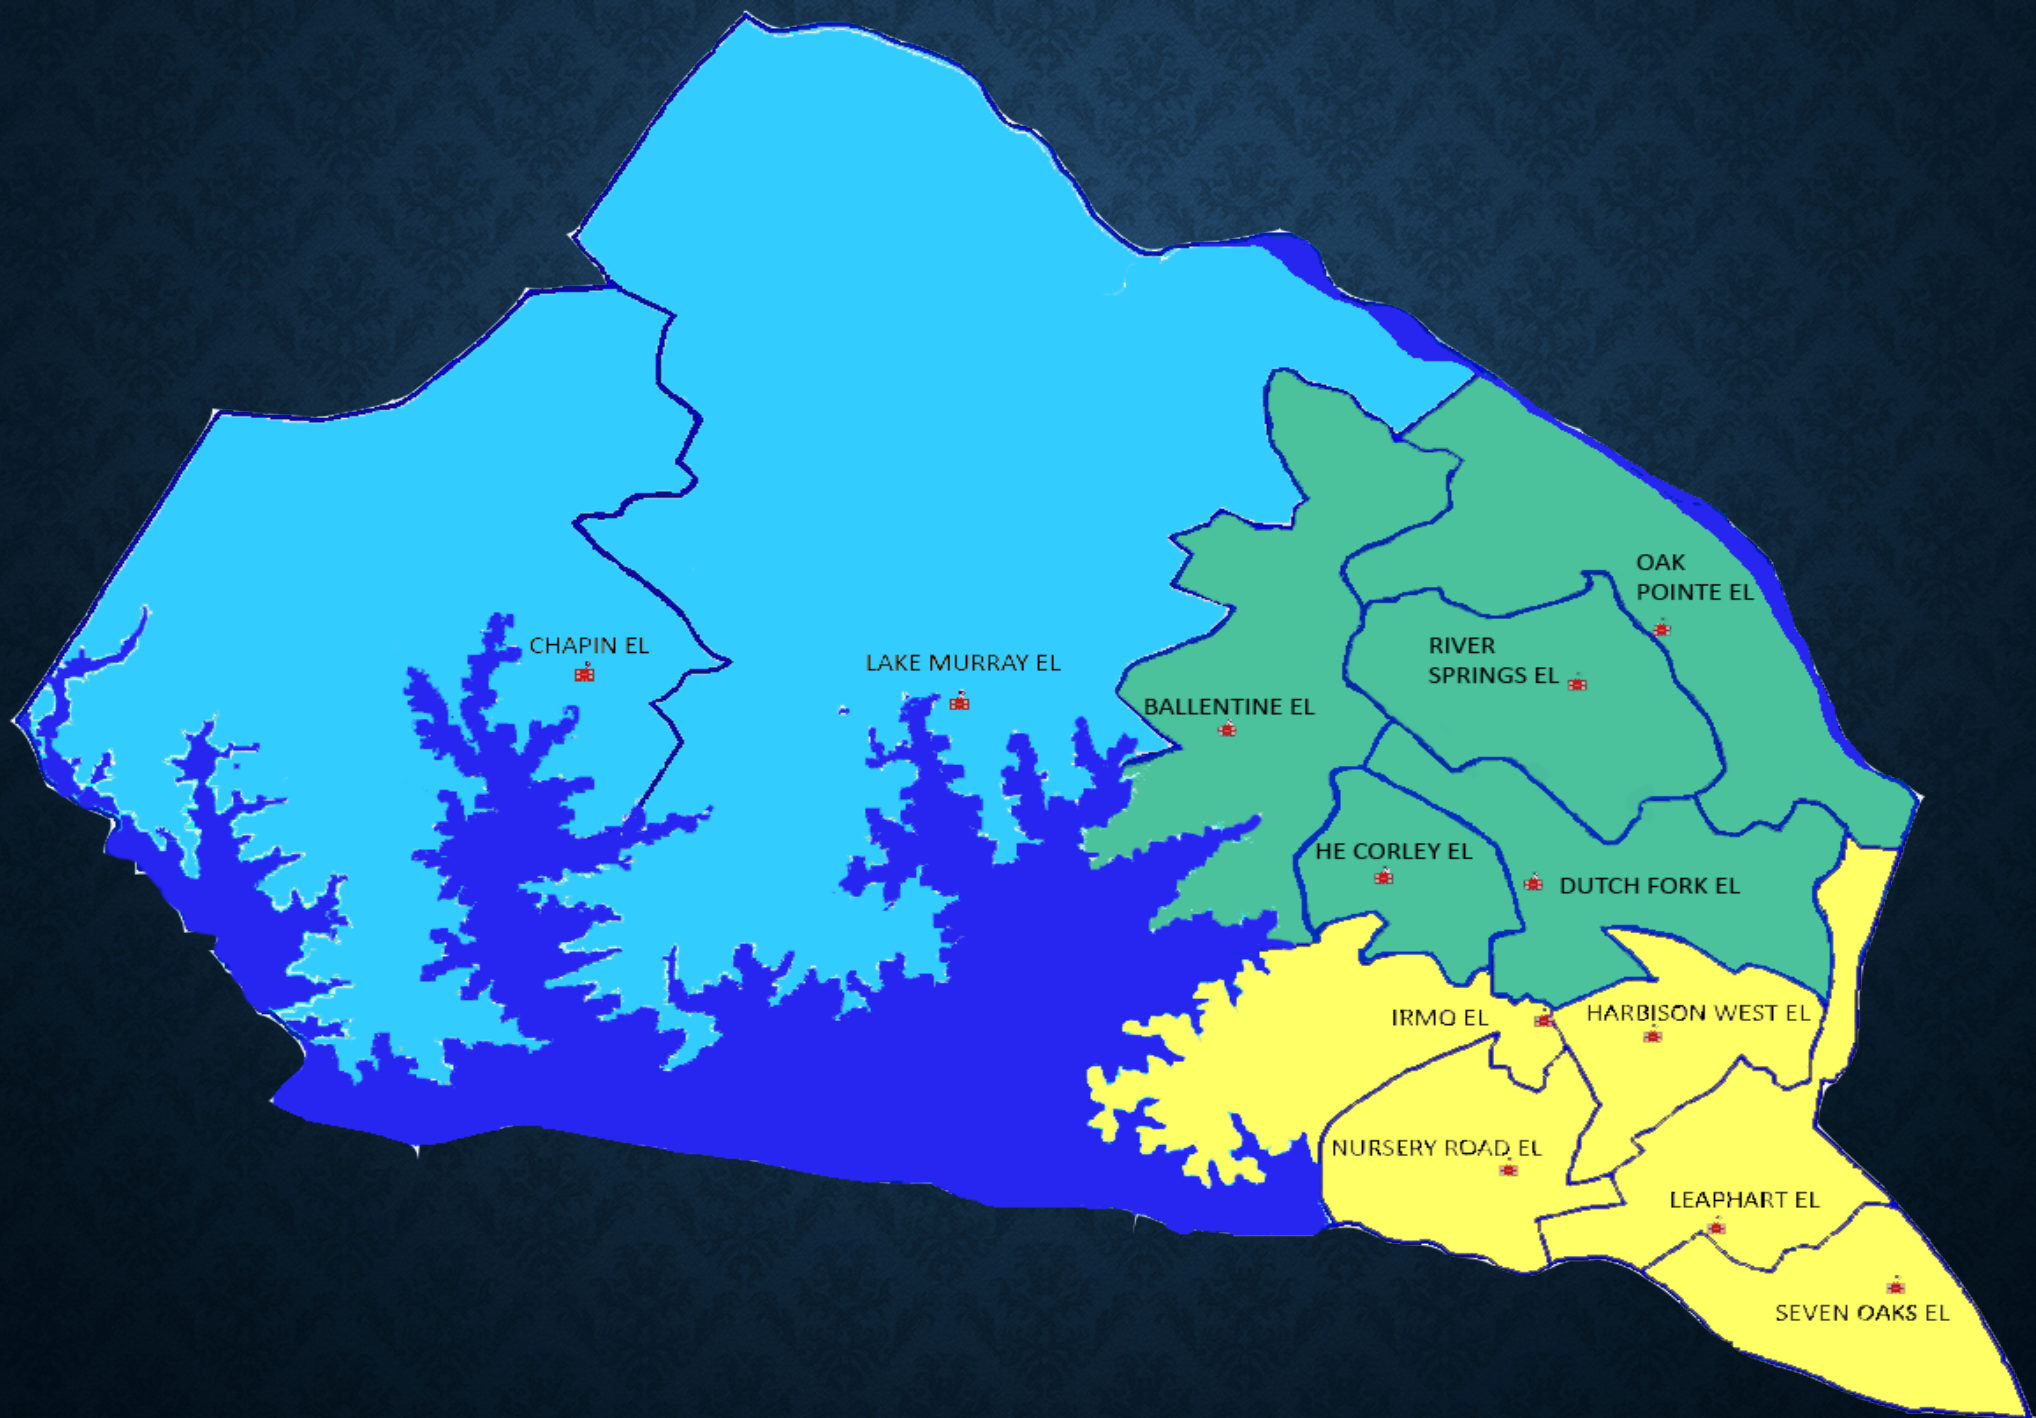 OAK
POINTE EL
CHAPIN EL
LAKE MURRAY EL
RIVER
SPRINGS EL
BALLENTINE EL
HE CORLEY EL
DUTCH FORK EL
IRMO EL
HARBISON WEST EL
NURSERY ROAD EL
LEAPHART EL
SEVEN OAKS EL